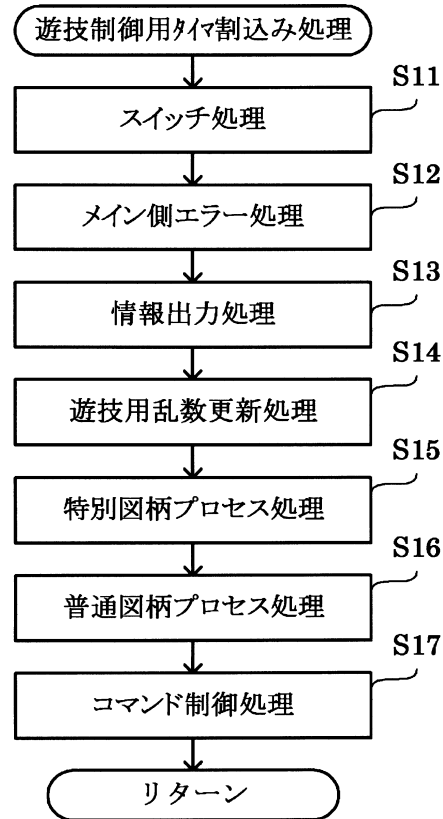 遊技制御用ﾀｲﾏ割込み処理
S11
スイッチ処理
S12
メイン側エラー処理
S13
情報出力処理
S14
遊技用乱数更新処理
S15
特別図柄プロセス処理
S16
普通図柄プロセス処理
S17
コマンド制御処理
リターン